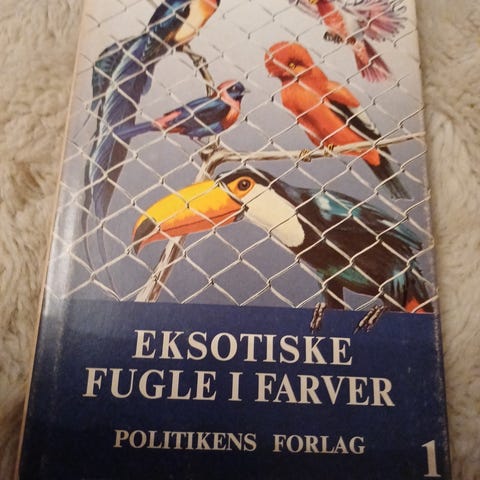 EKSOTISKE
FUGLE I FARVER
POLITIKENS FORLAG
1